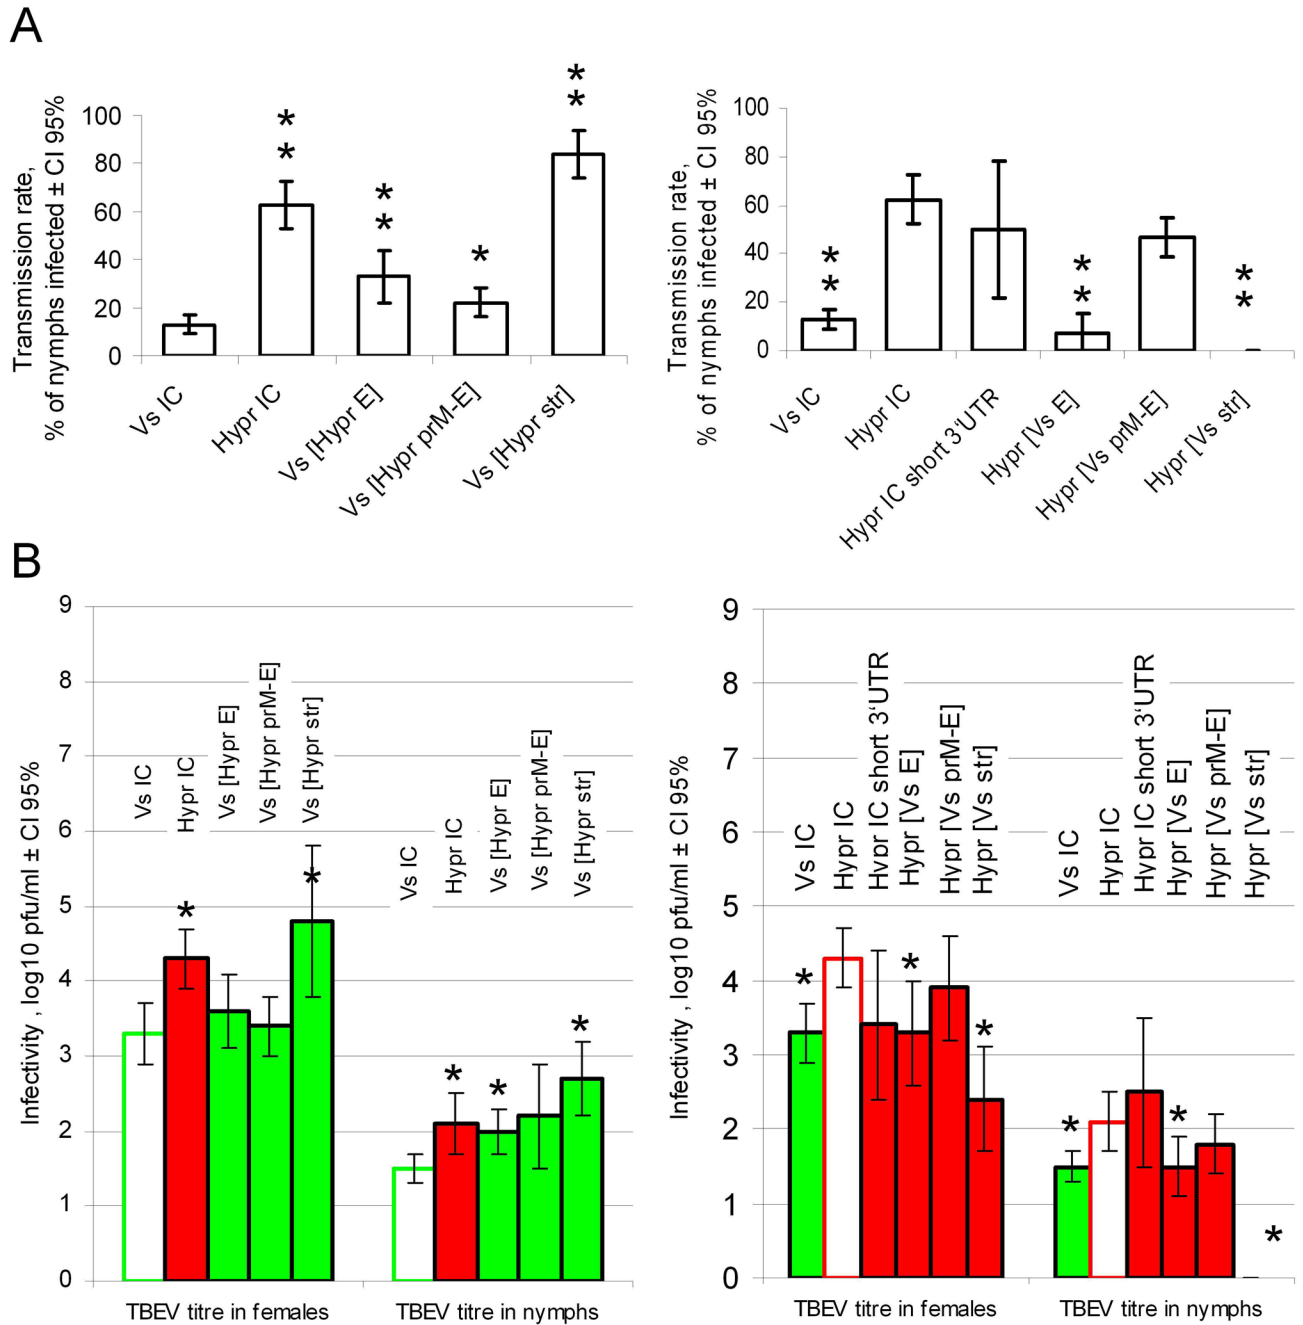 A
Transmission rate,
% of nymphs infected ± CI 95%
100
80
60
40
20
0
* *
* *
*
* *
Vs IC
Hypr IC
Vs [Hypr E]
Vs [Hypr prM-E]
Vs [Hypr str]
Transmission rate,
% of nymphs infected ± CI 95%
100
80
60
40
20
0
* *
* *
* *
Vs IC
Hypr IC
Hypr IC short 3'UTR
Hypr [Vs E]
Hypr [Vs prM-E]
Hypr [Vs str]
B
Infectivity , log10 pfu/ml ± CI 95%
9
8
7
6
5
4
3
2
1
0
Vs IC
Hypr IC
Vs [Hypr E]
Vs [Hypr prM-E]
Vs [Hypr str]
*
*
Vs IC
Hypr IC
Vs [Hypr E]
Vs [Hypr prM-E]
Vs [Hypr str]
*
*
*
TBEV titre in females
TBEV titre in nymphs
Infectivity , log10 pfu/ml ± CI 95%
9
8
7
6
5
4
3
2
1
0
Vs IC
Hypr IC
Hypr IC short 3'UTR
Hypr [Vs E]
Hypr [Vs prM-E]
Hypr [Vs str]
*
*
*
Vs IC
Hypr IC
Hypr IC short 3'UTR
Hypr [Vs E]
Hypr [Vs prM-E]
Hypr [Vs str]
*
*
*
TBEV titre in females
TBEV titre in nymphs